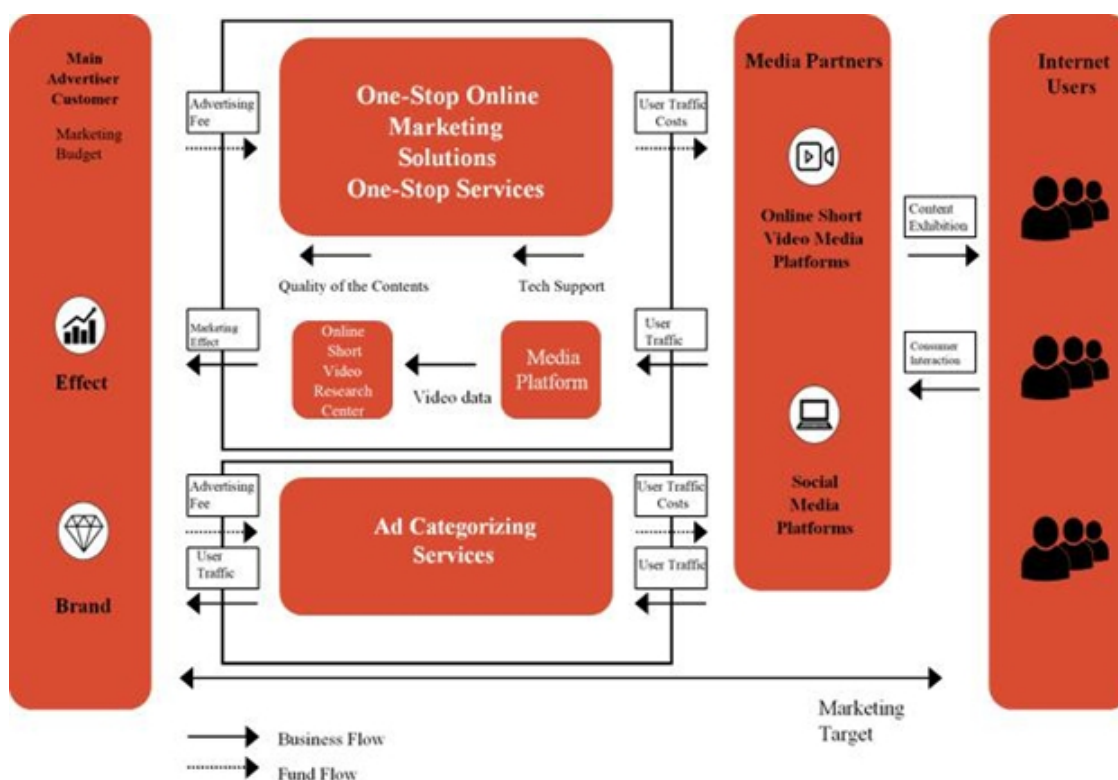 Main
Advertiser
Customer
Marketing
Budget
Effect
Brand
Advertising
Fee
One-Stop Online
Marketing
Solutions
One-Stop Services
User Traffic
Costs
Quality of the Contents
Tech Support
Marketing
Effect
Online
Short
Video
Research
Center
Video data
Media
Platform
User
Traffic
Advertising
Fee
User
Traffic
Ad Categorizing
Services
User Traffic
Costs
User Traffic
Media Partners
Online Short
Video Media
Platforms
Social
Media
Platforms
Content
Exhibition
Consumer
Interaction
Internet
Users
Marketing
Target
Business Flow
Fund Flow